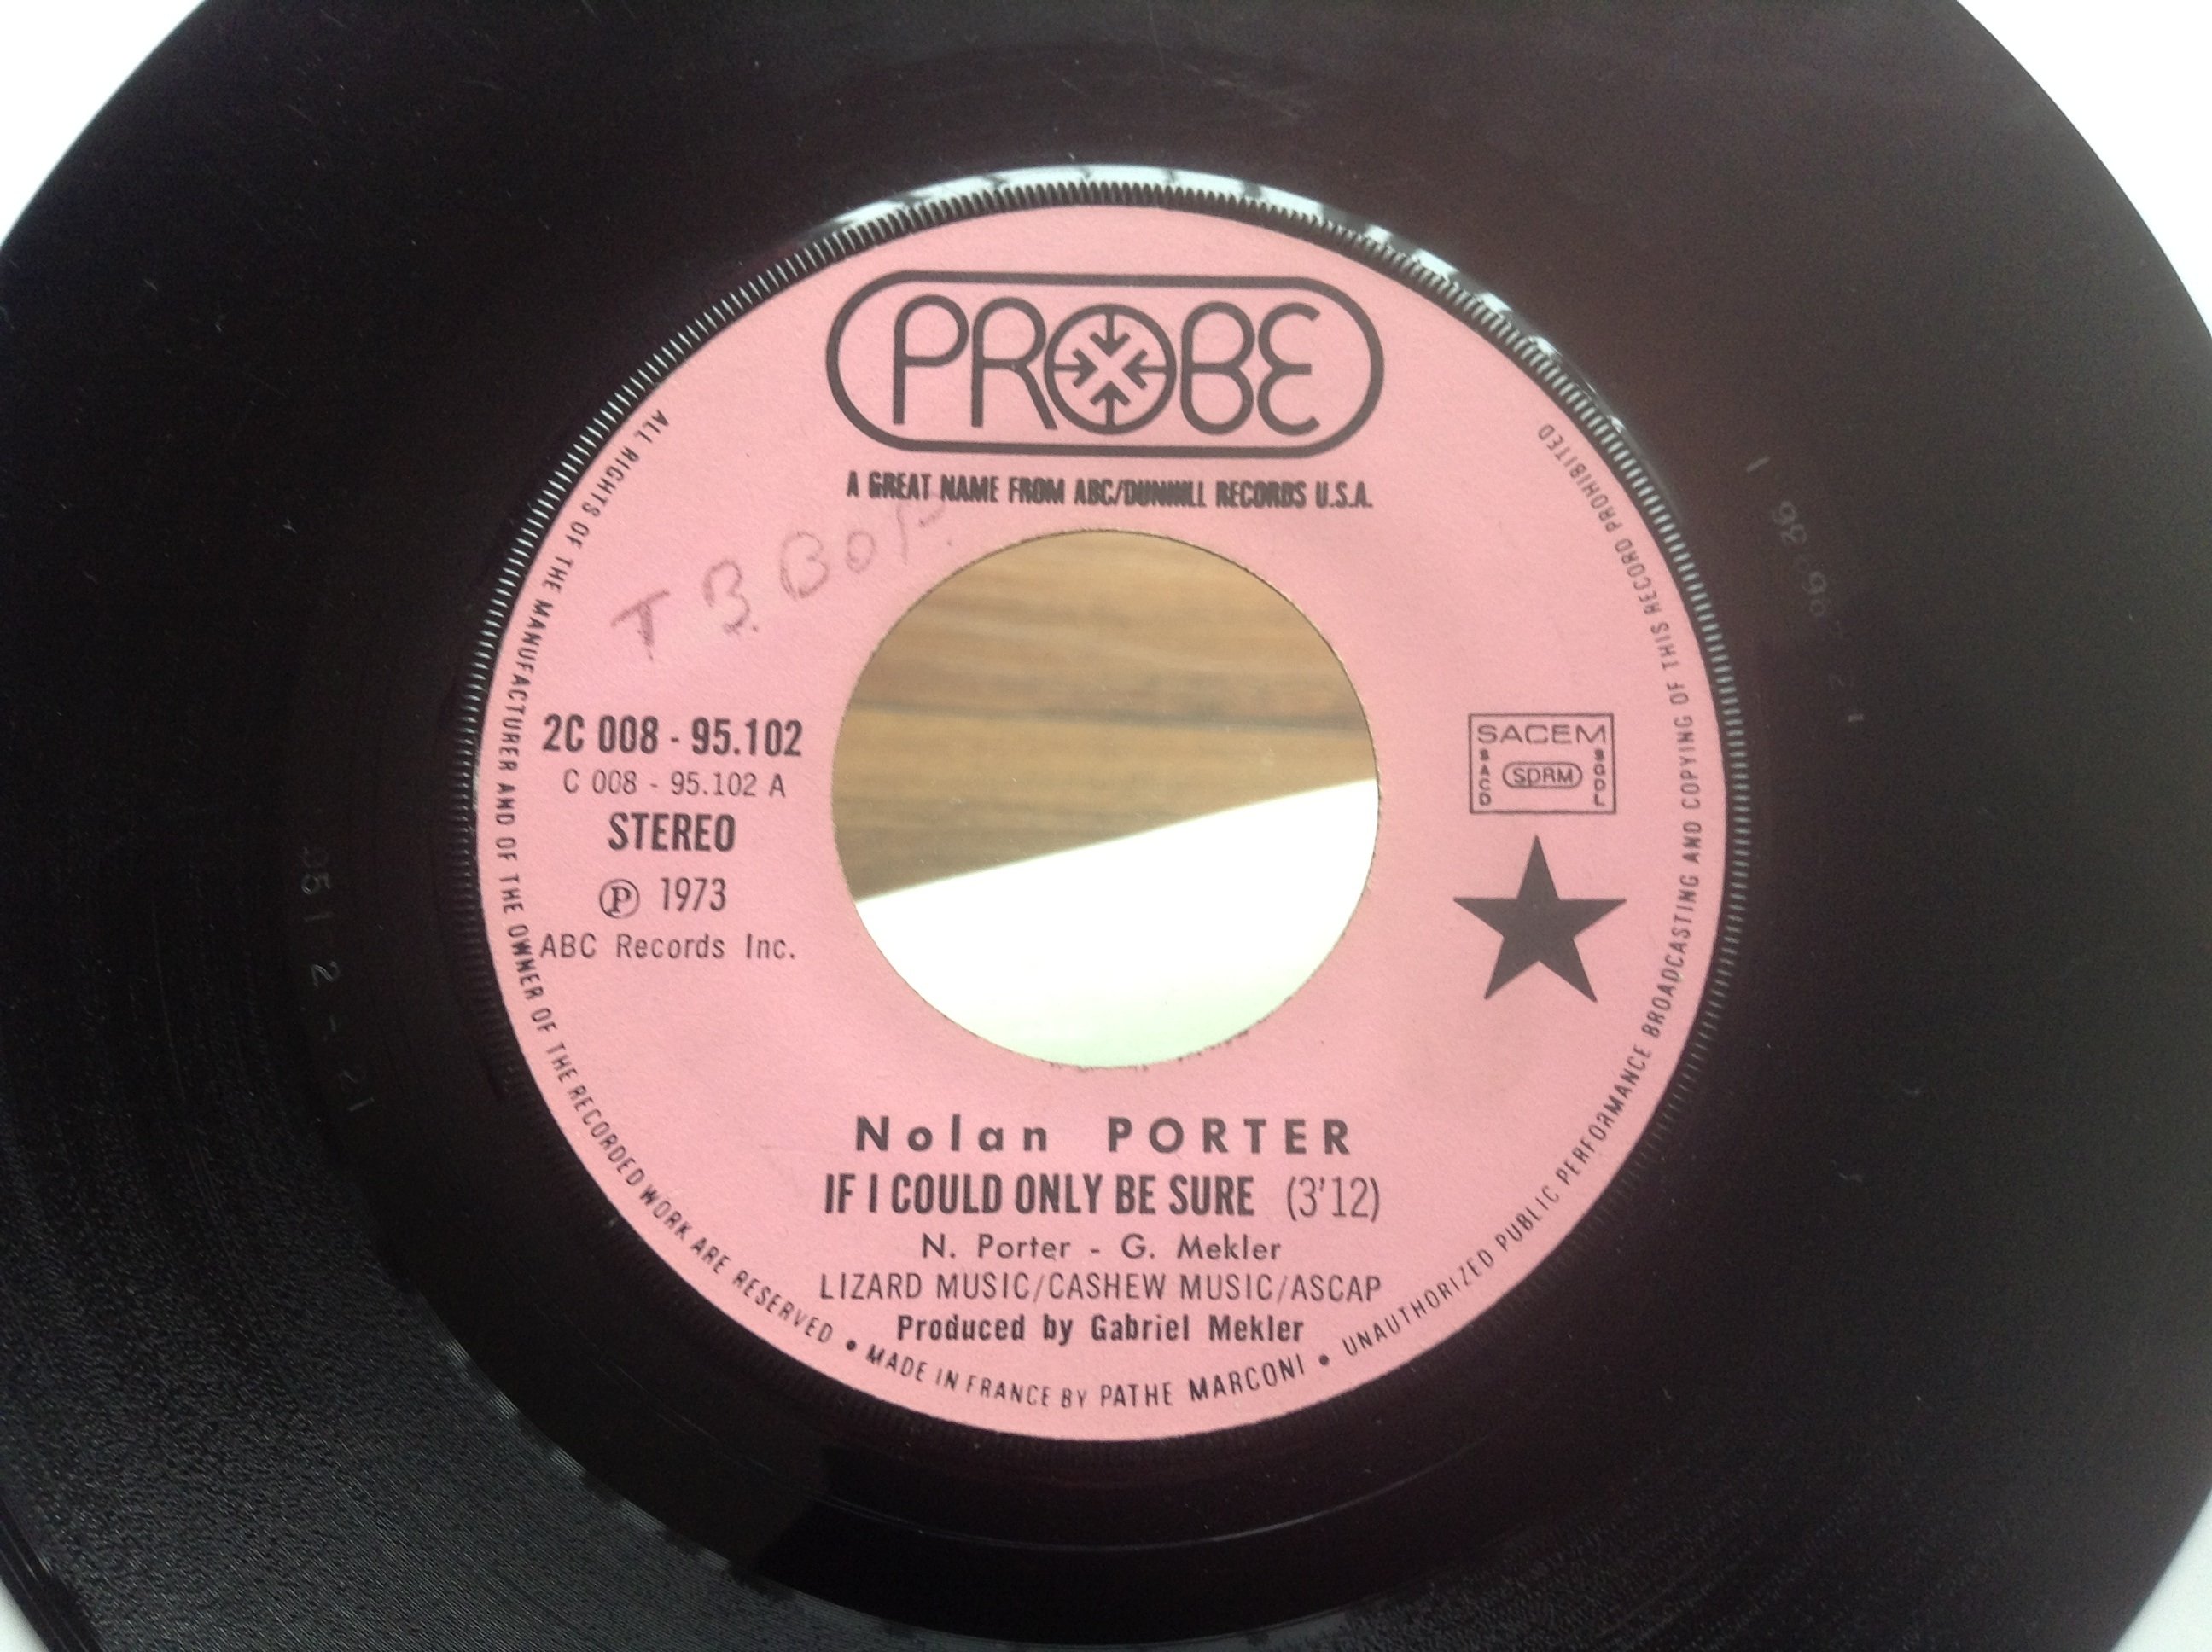 PROBE
A GREAT NAME FROM ABC/DUNHILL RECORDS U.S.A.
T B. Bop.
2C 008 - 95.102
C 008 - 95.102 A
STEREO
Ⓟ 1973
ABC Records Inc.
SACEM
SACD
SDRM
SGDL
Nolan PORTER
IF I COULD ONLY BE SURE (3'12)
N. Porter - G. Mekler
LIZARD MUSIC/CASHEW MUSIC/ASCAP
Produced by Gabriel Mekler
ALL RIGHTS OF THE MANUFACTURER AND OF THE OWNER OF THE RECORDED WORK ARE RESERVED • MADE IN FRANCE BY PATHE MARCONI • UNAUTHORIZED PUBLIC PERFORMANCE BROADCASTING AND COPYING OF THIS RECORD PROHIBITED